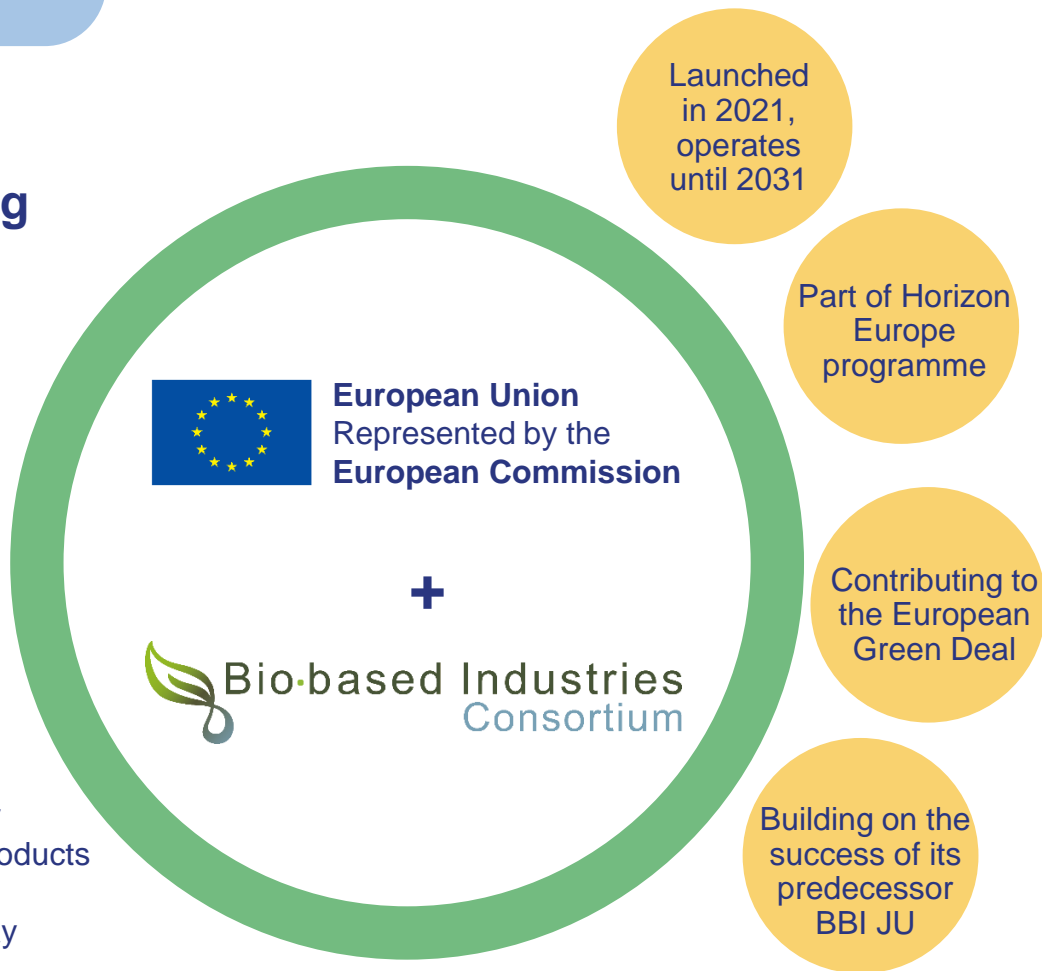 Launched
in 2021,
operates
until 2031
Part of Horizon
Europe
programme
European Union
Represented by the
European Commission
+
Bio-based Industries
Consortium
Contributing to
the European
Green Deal
Building on the
success of its
predecessor
BBI JU